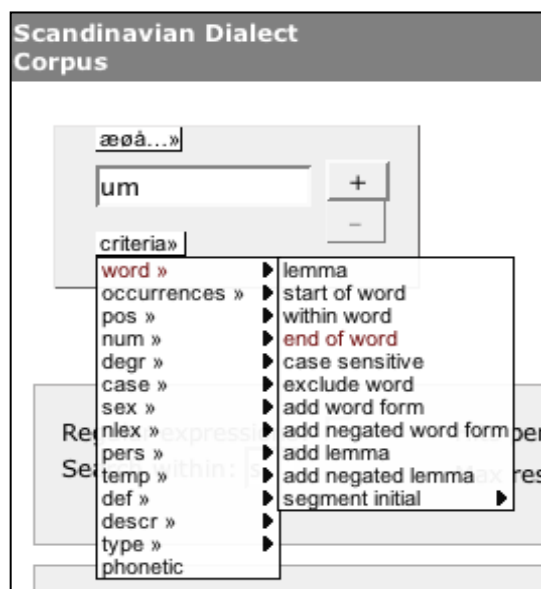 Scandinavian Dialect
Corpus
æøå...»
um
+
-
criteria»
word »
occurrences »
pos »
num »
degr »
case »
sex »
nlex »
pers »
temp »
def »
descr »
type »
phonetic
lemma
start of word
within word
end of word
case sensitive
exclude word
add word form
add negated word form
add lemma
add negated lemma
segment initial